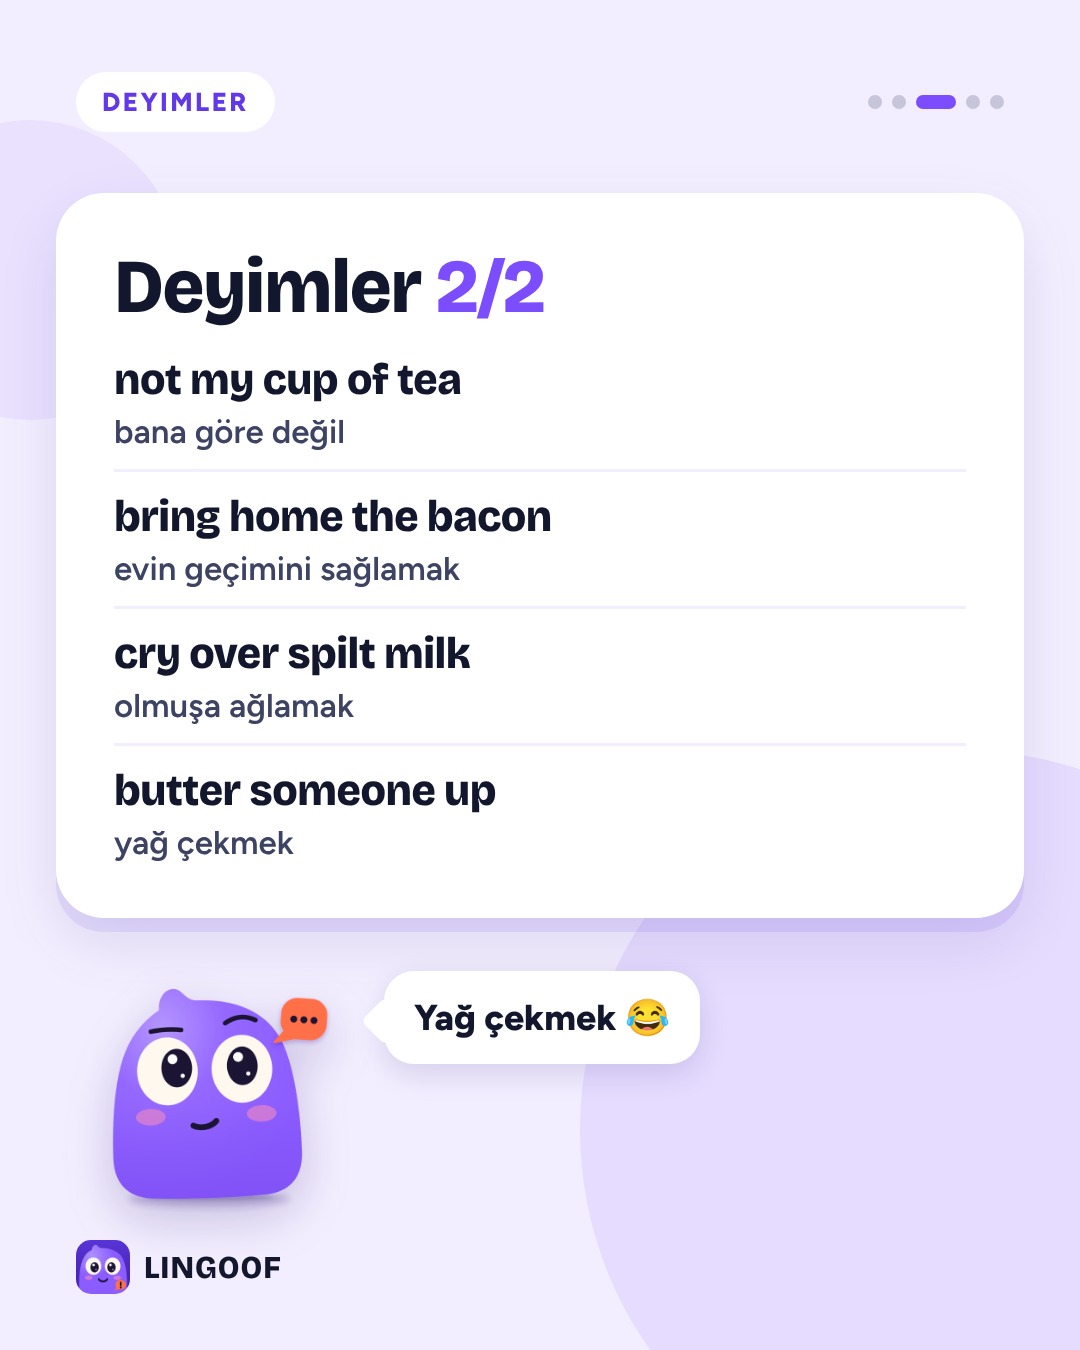 DEYIMLER
Deyimler 2/2
not my cup of tea
bana göre değil
bring home the bacon
evin geçimini sağlamak
cry over spilt milk
olmuşa ağlamak
butter someone up
yağ çekmek
Yağ çekmek 😂
LINGOOF